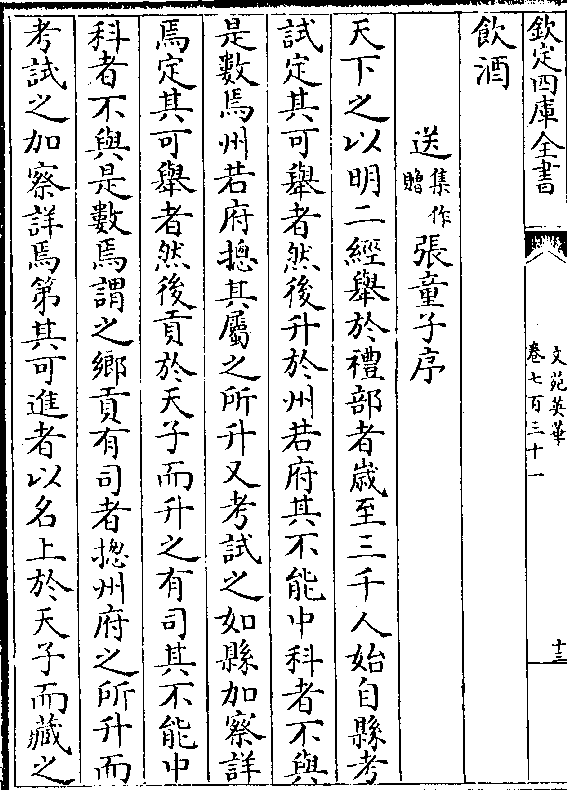 欽定四庫全書
文苑英華
卷七百三十一
十三
飲酒
送集作贈張童子序
天下之以明二經舉於禮部者歲至三千人始自縣考
試定其可舉者然後升於州若府其不能中科者不與
是數焉州若府摠其屬之所升又考試之如縣加察詳
焉定其可舉者然後貢於天子而升之有司其不能中
科者不與是數焉謂之鄉貢有司者摠州府之所升而
考試之加察詳焉第其可進者以名上於天子而藏之